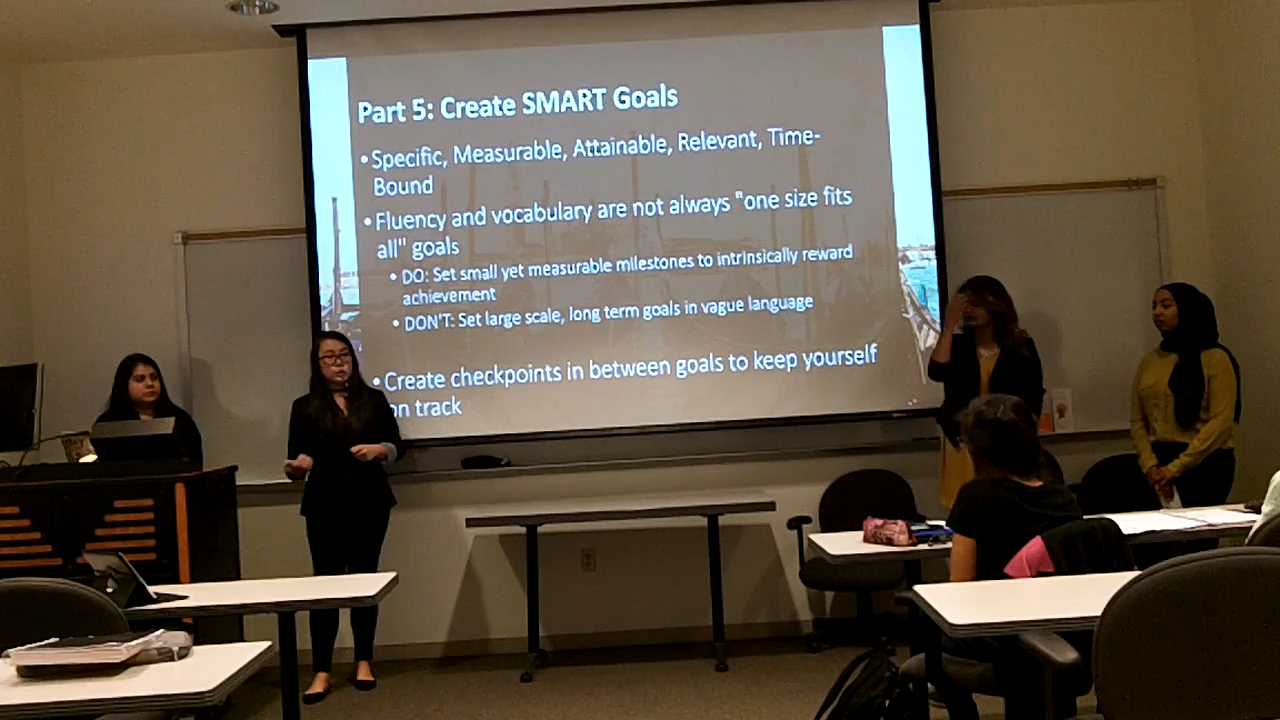 Part 5: Create SMART Goals
• Specific, Measurable, Attainable, Relevant, Time-
Bound
• Fluency and vocabulary are not always "one size fits
all" goals
• DO: Set small yet measurable milestones to intrinsically reward
achievement
• DON'T: Set large scale, long term goals in vague language
• Create checkpoints in between goals to keep yourself
on track